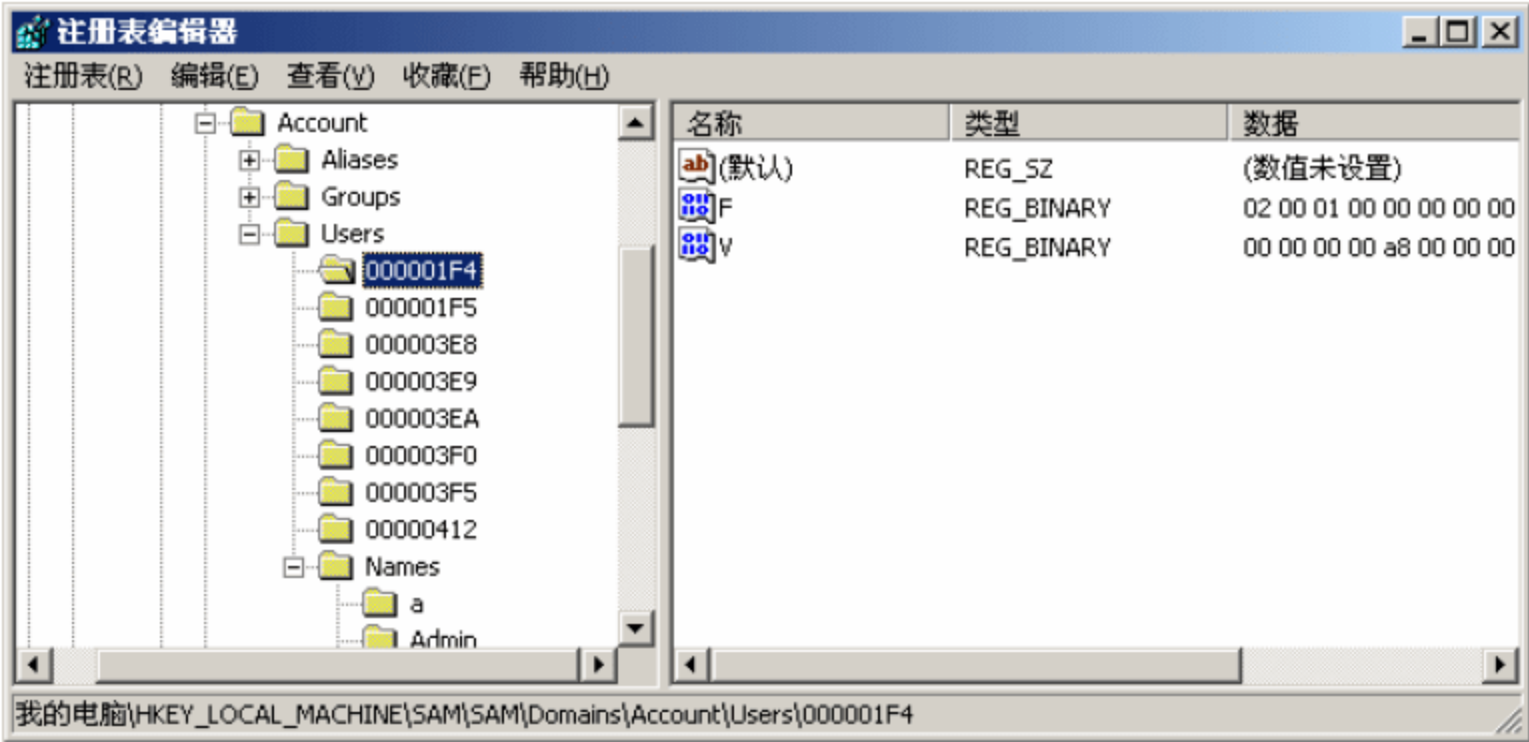 注册表编辑器
注册表(R) 编辑(E) 查看(V) 收藏(F) 帮助(H)
Account
Aliases
Groups
Users
000001F4
000001F5
000003E8
000003E9
000003EA
000003F0
000003F5
00000412
Names
a
Admin
名称 类型 数据
(默认) REG_SZ (数值未设置)
F REG_BINARY 02 00 01 00 00 00 00 00
V REG_BINARY 00 00 00 00 a8 00 00 00
我的电脑\HKEY_LOCAL_MACHINE\SAM\SAM\Domains\Account\Users\000001F4